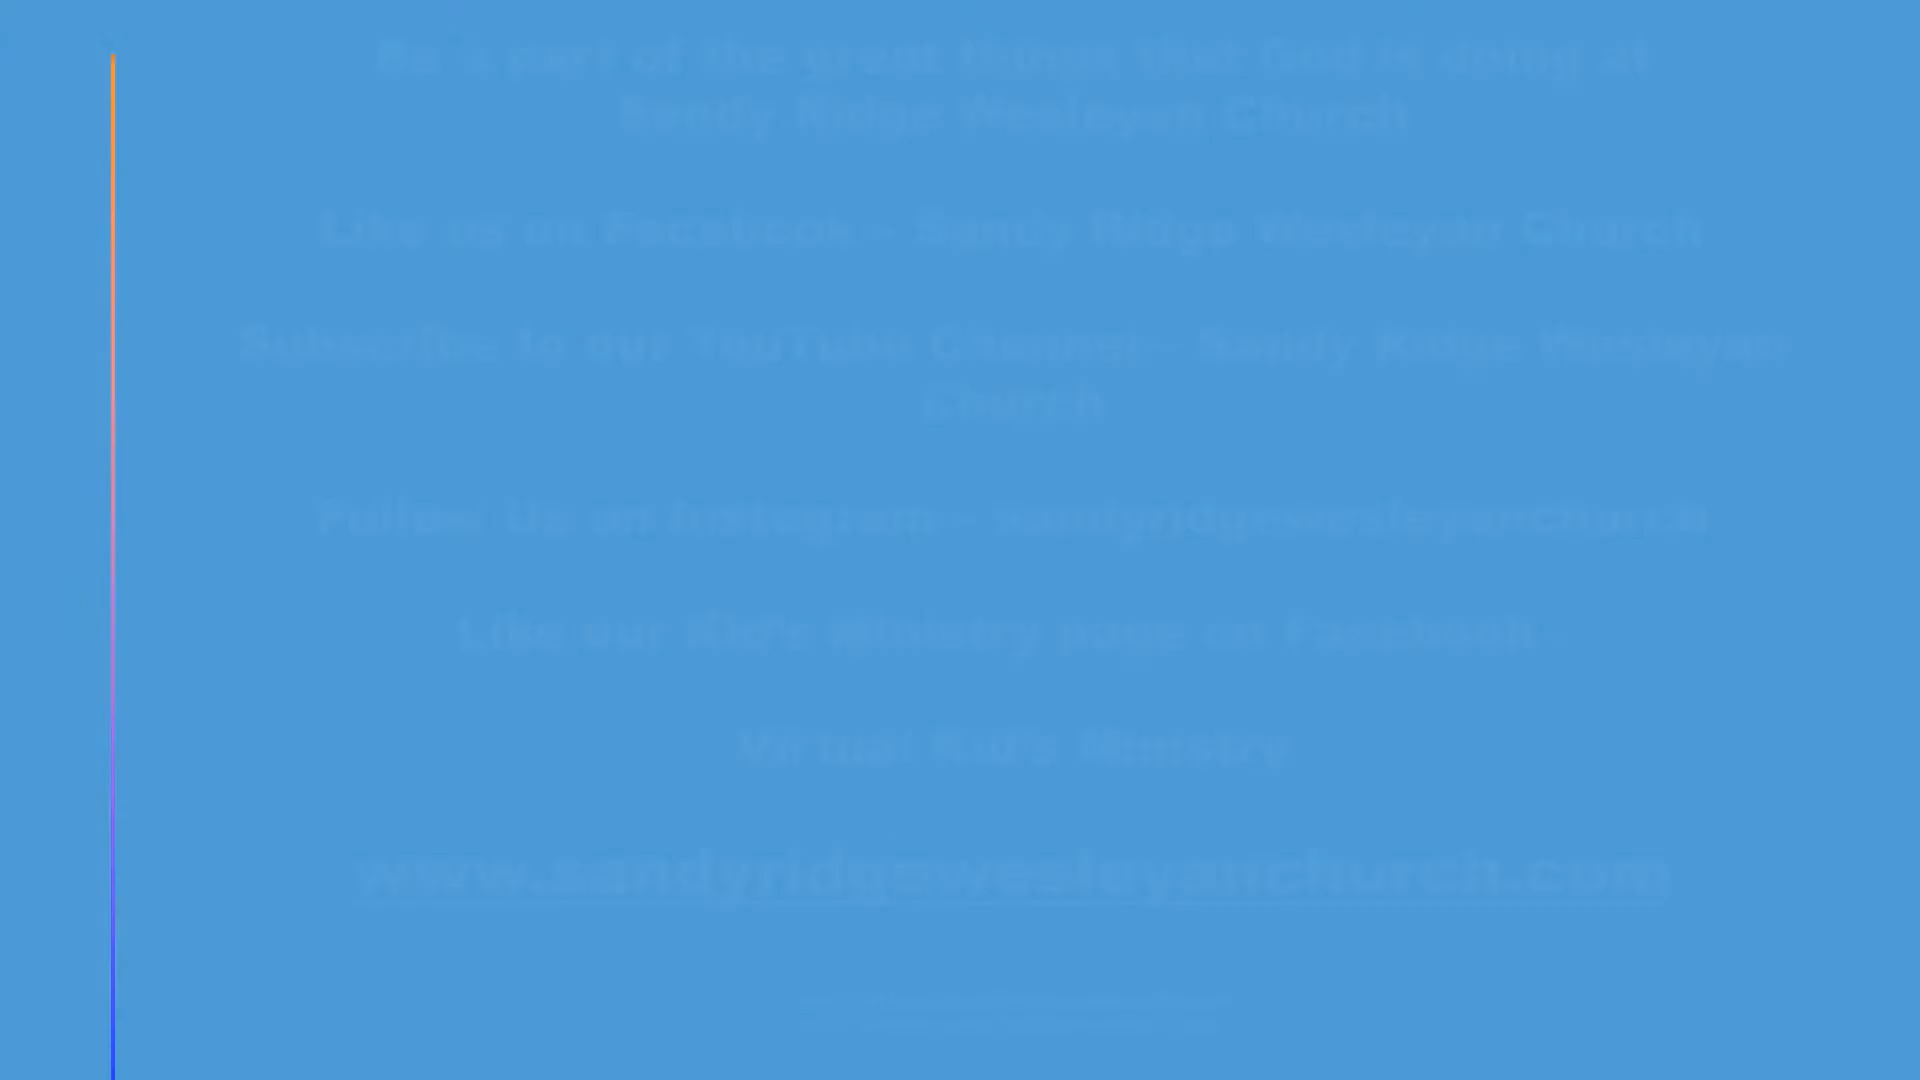 Be a part of the great things that God is doing at
Sandy Ridge Wesleyan Church
Like us on Facebook - Sandy Ridge Wesleyan Church
Subscribe to our YouTube Channel - Sandy Ridge Wesleyan
Church
Follow Us on Instagram - sandyridgewesleyanchurch
Like our Kid's Ministry page on Facebook -
Virtual Kid's Ministry
www.sandyridgewesleyanchurch.com